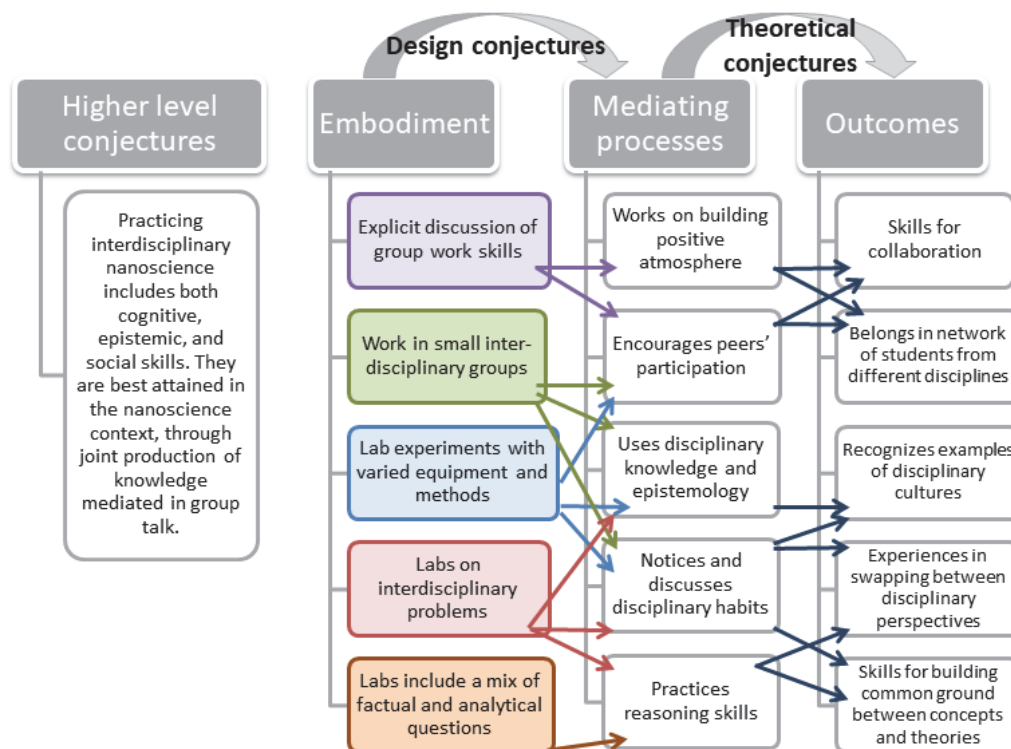 Design conjectures
Theoretical
conjectures
Higher level
conjectures
Embodiment
Mediating
processes
Outcomes
Practicing
interdisciplinary
nanoscience
includes both
cognitive,
epistemic, and
social skills. They
are best attained in
the nanoscience
context, through
joint production of
knowledge
mediated in group
talk.
Explicit discussion of
group work skills
Work in small inter-
disciplinary groups
Lab experiments with
varied equipment and
methods
Labs on
interdisciplinary
problems
Labs include a mix of
factual and analytical
questions
Works on building
positive
atmosphere
Encourages peers’
participation
Uses disciplinary
knowledge and
epistemology
Notices and
discusses
disciplinary habits
Practices
reasoning skills
Skills for
collaboration
Belongs in network
of students from
different disciplines
Recognizes examples
of disciplinary
cultures
Experiences in
swapping between
disciplinary
perspectives
Skills for building
common ground
between concepts
and theories